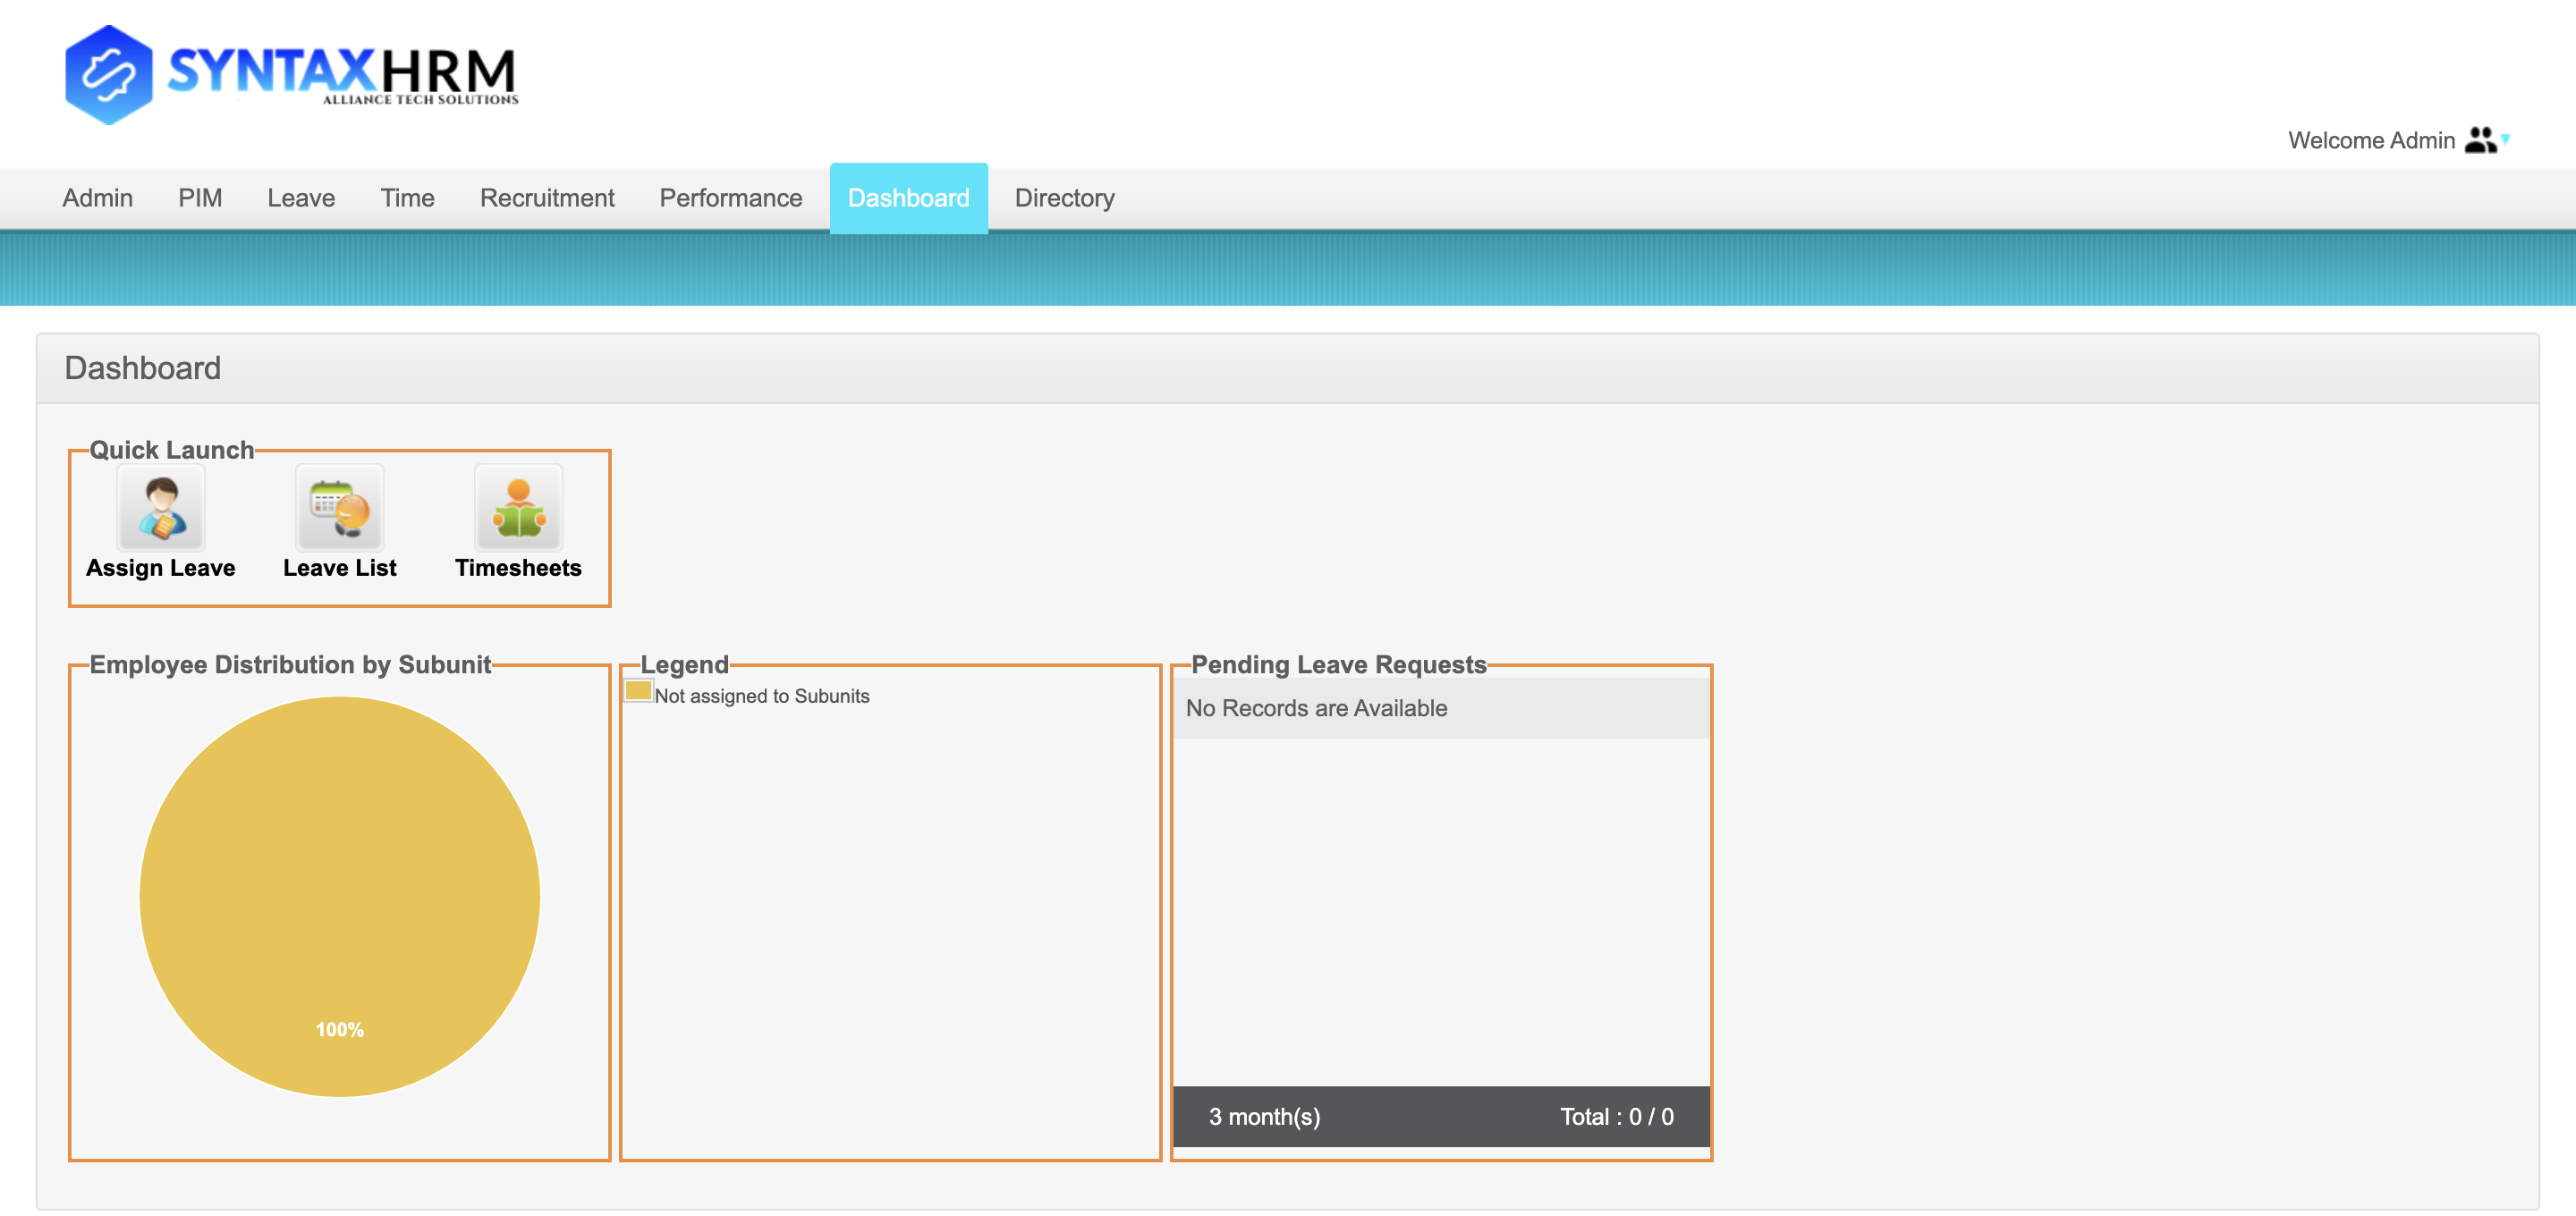 SYNTAXHRM
ALLIANCE TECH SOLUTIONS
Welcome Admin
Admin PIM Leave Time Recruitment Performance Dashboard Directory
Dashboard
Quick Launch
Assign Leave Leave List Timesheets
Employee Distribution by Subunit
100%
Legend
Not assigned to Subunits
Pending Leave Requests
No Records are Available
3 month(s) Total : 0 / 0